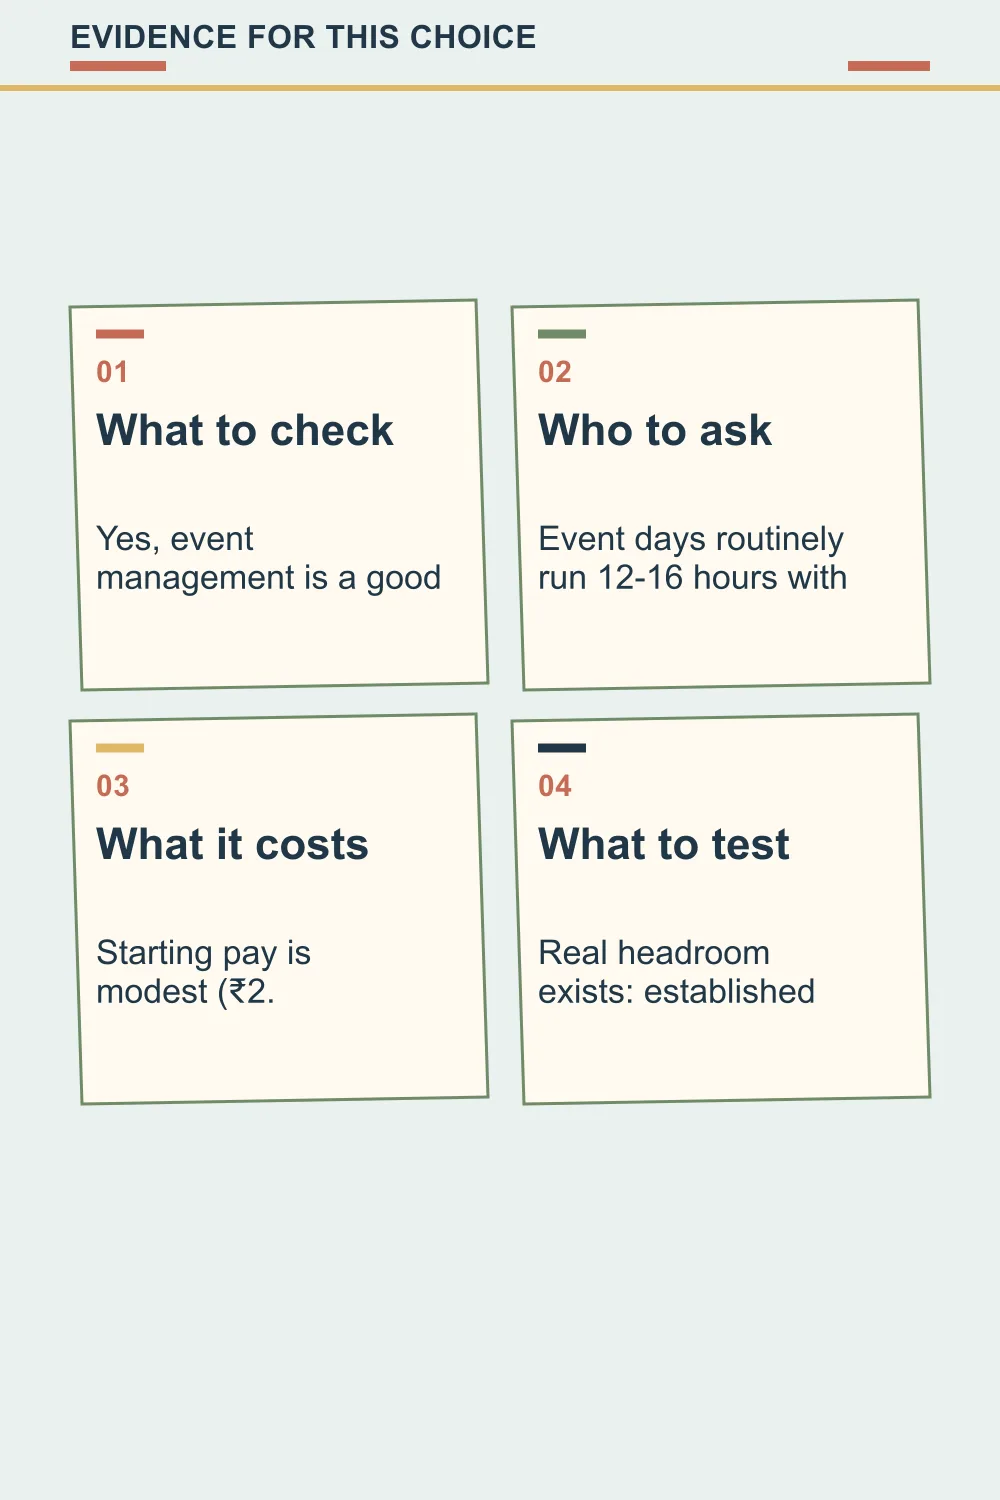 EVIDENCE FOR THIS CHOICE
01
What to check
Yes, event
management is a good
02
Who to ask
Event days routinely
run 12-16 hours with
03
What it costs
Starting pay is
modest (₹2.
04
What to test
Real headroom
exists: established